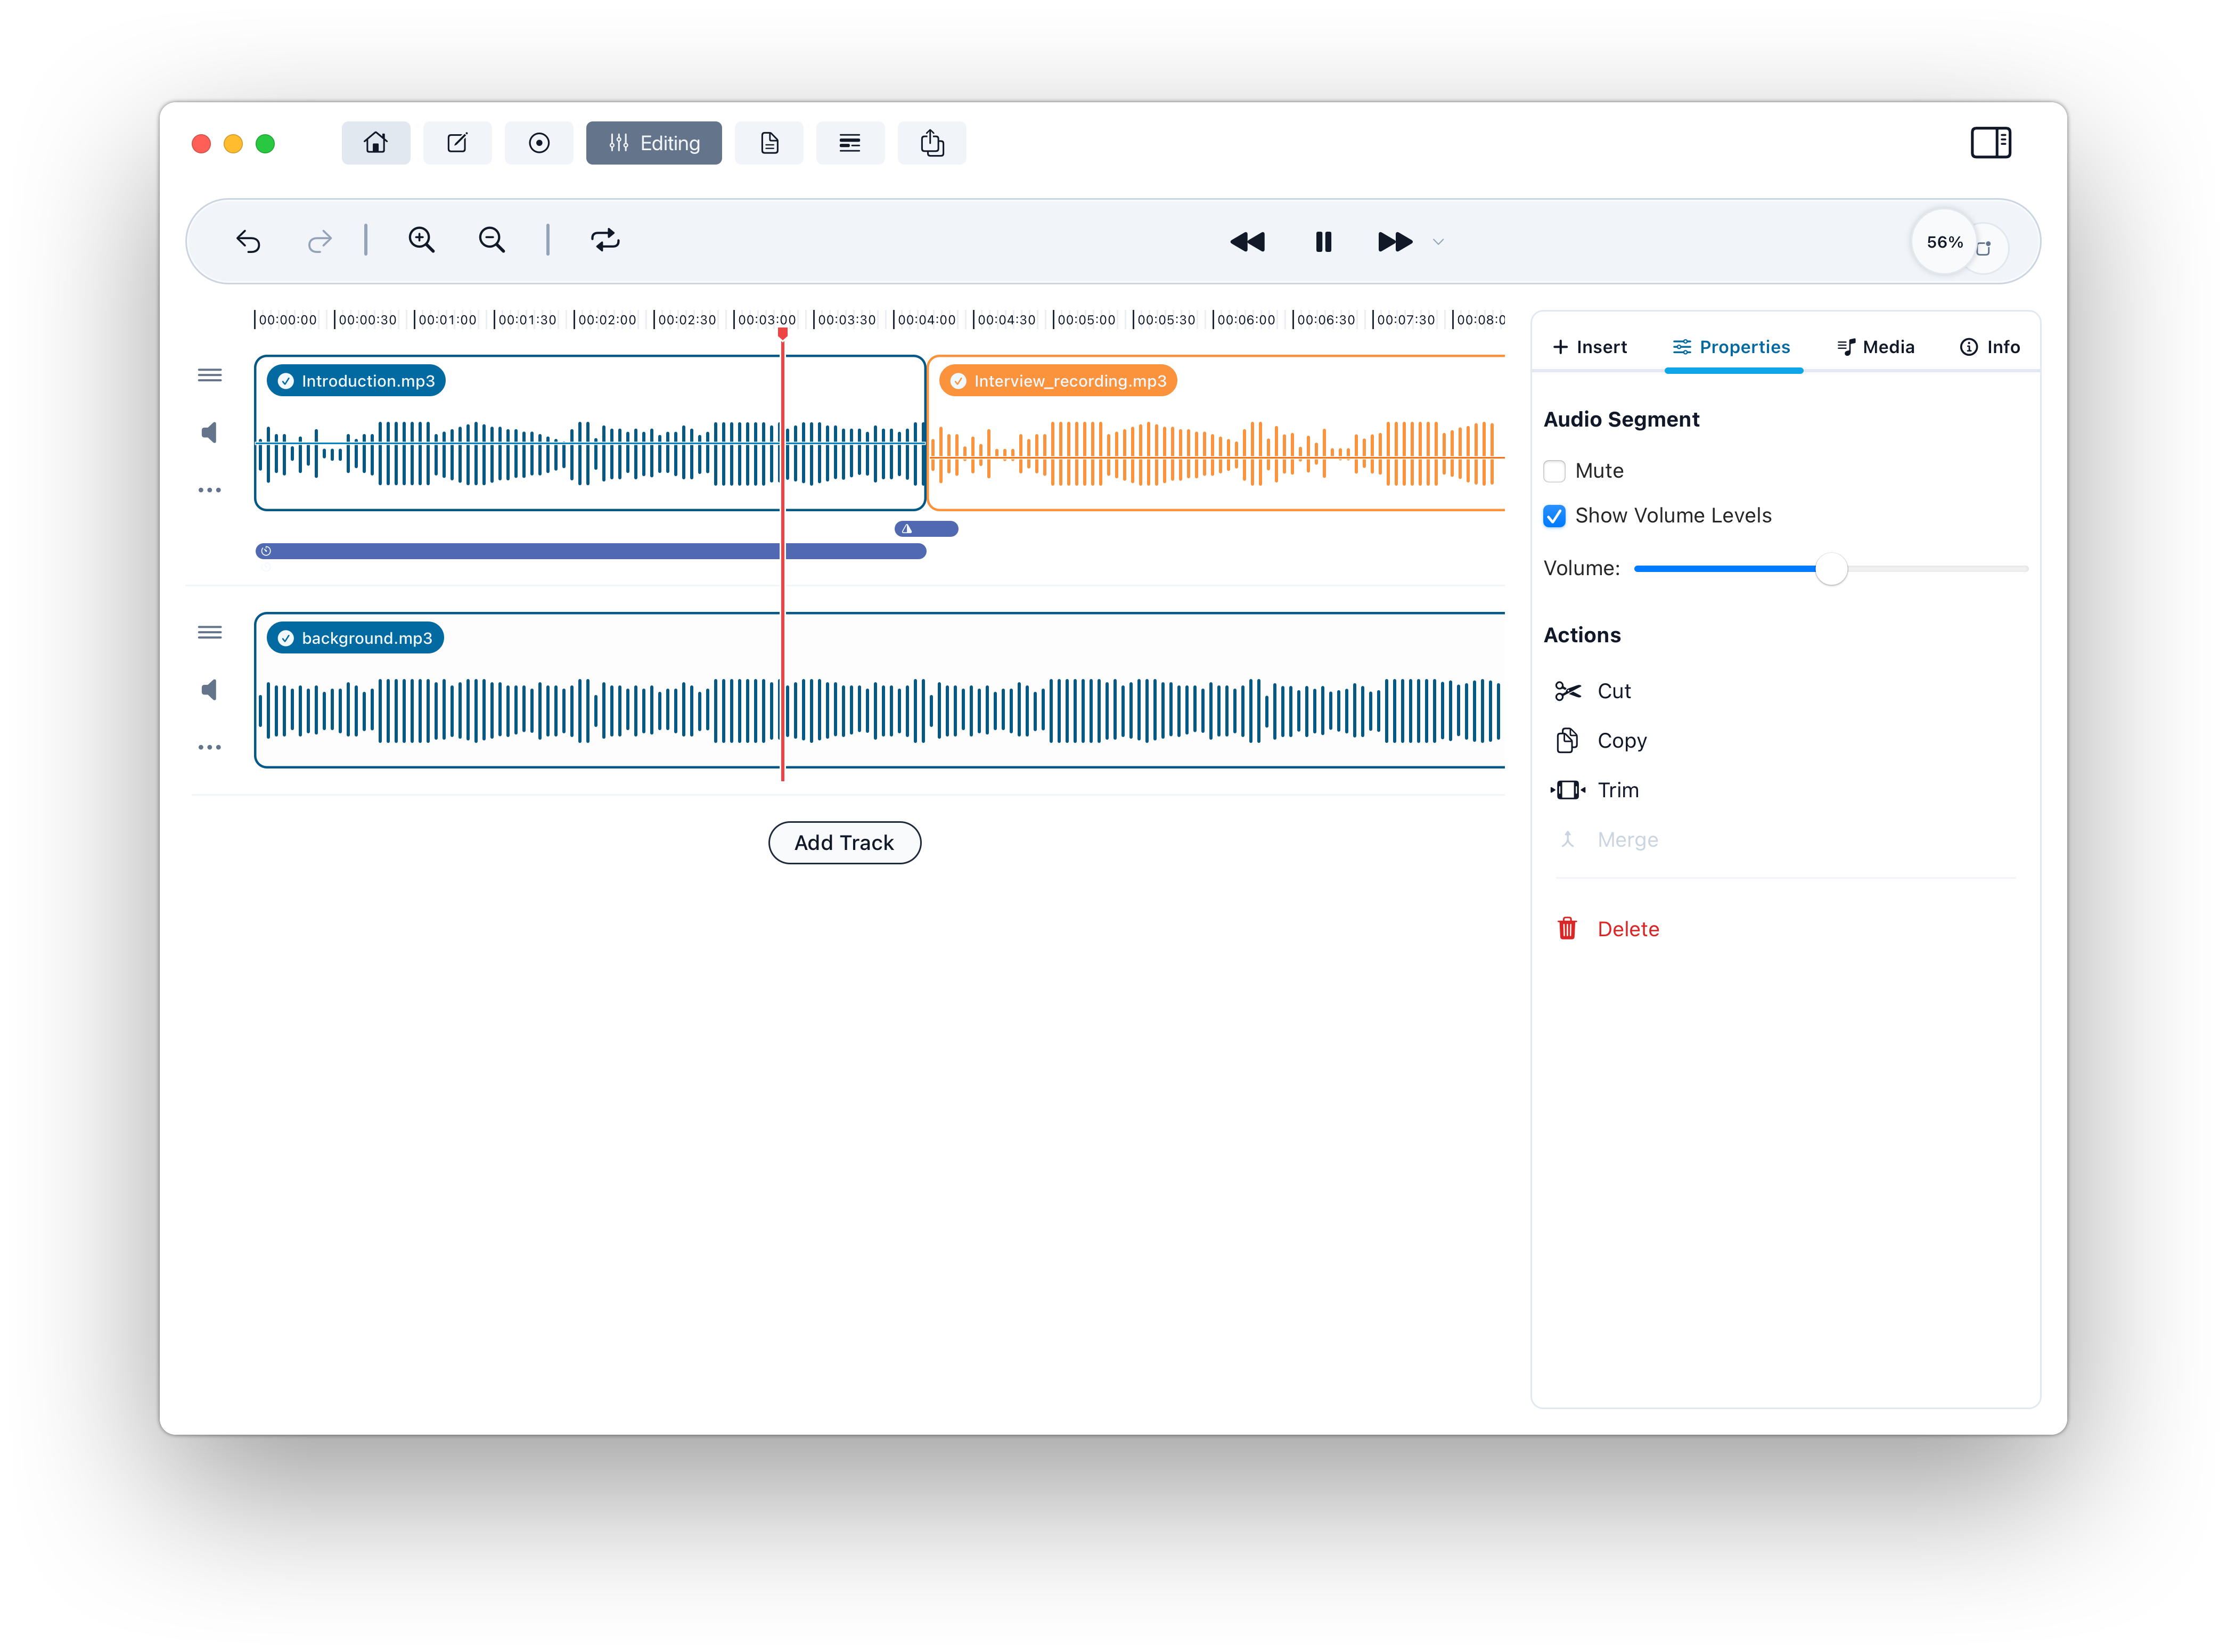 Editing
56%
00:00:00 00:00:30 00:01:00 00:01:30 00:02:00 00:02:30 00:03:00 00:03:30 00:04:00 00:04:30 00:05:00 00:05:30 00:06:00 00:06:30 00:07:30 00:08:0
Insert Properties Media Info
Introduction.mp3 Interview_recording.mp3
Audio Segment
Mute
Show Volume Levels
Volume:
background.mp3
Actions
Cut
Copy
Trim
Merge
Add Track
Delete